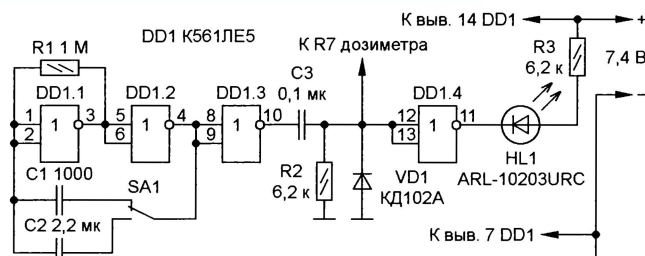 К выв. 14 DD1
+
DD1 К561ЛЕ5
К R7 дозиметра
R1 1 М
R3
6,2 к
7,4 В
C3
0,1 мк
DD1.1
DD1.2
DD1.3
DD1.4
1
2
1
3
5
6
1
4
8
9
1
10
12
13
1
11
–
C1 1000
SA1
C2 2,2 мк
R2
6,2 к
VD1
КД102А
HL1
ARL-10203URC
К выв. 7 DD1